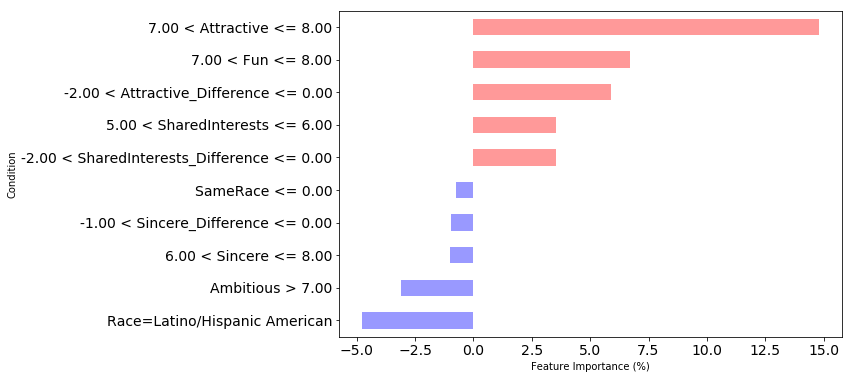 7.00 < Attractive <= 8.00
7.00 < Fun <= 8.00
-2.00 < Attractive_Difference <= 0.00
5.00 < SharedInterests <= 6.00
-2.00 < SharedInterests_Difference <= 0.00
SameRace <= 0.00
-1.00 < Sincere_Difference <= 0.00
6.00 < Sincere <= 8.00
Ambitious > 7.00
Race=Latino/Hispanic American
Condition
-5.0 -2.5 0.0 2.5 5.0 7.5 10.0 12.5 15.0
Feature Importance (%)